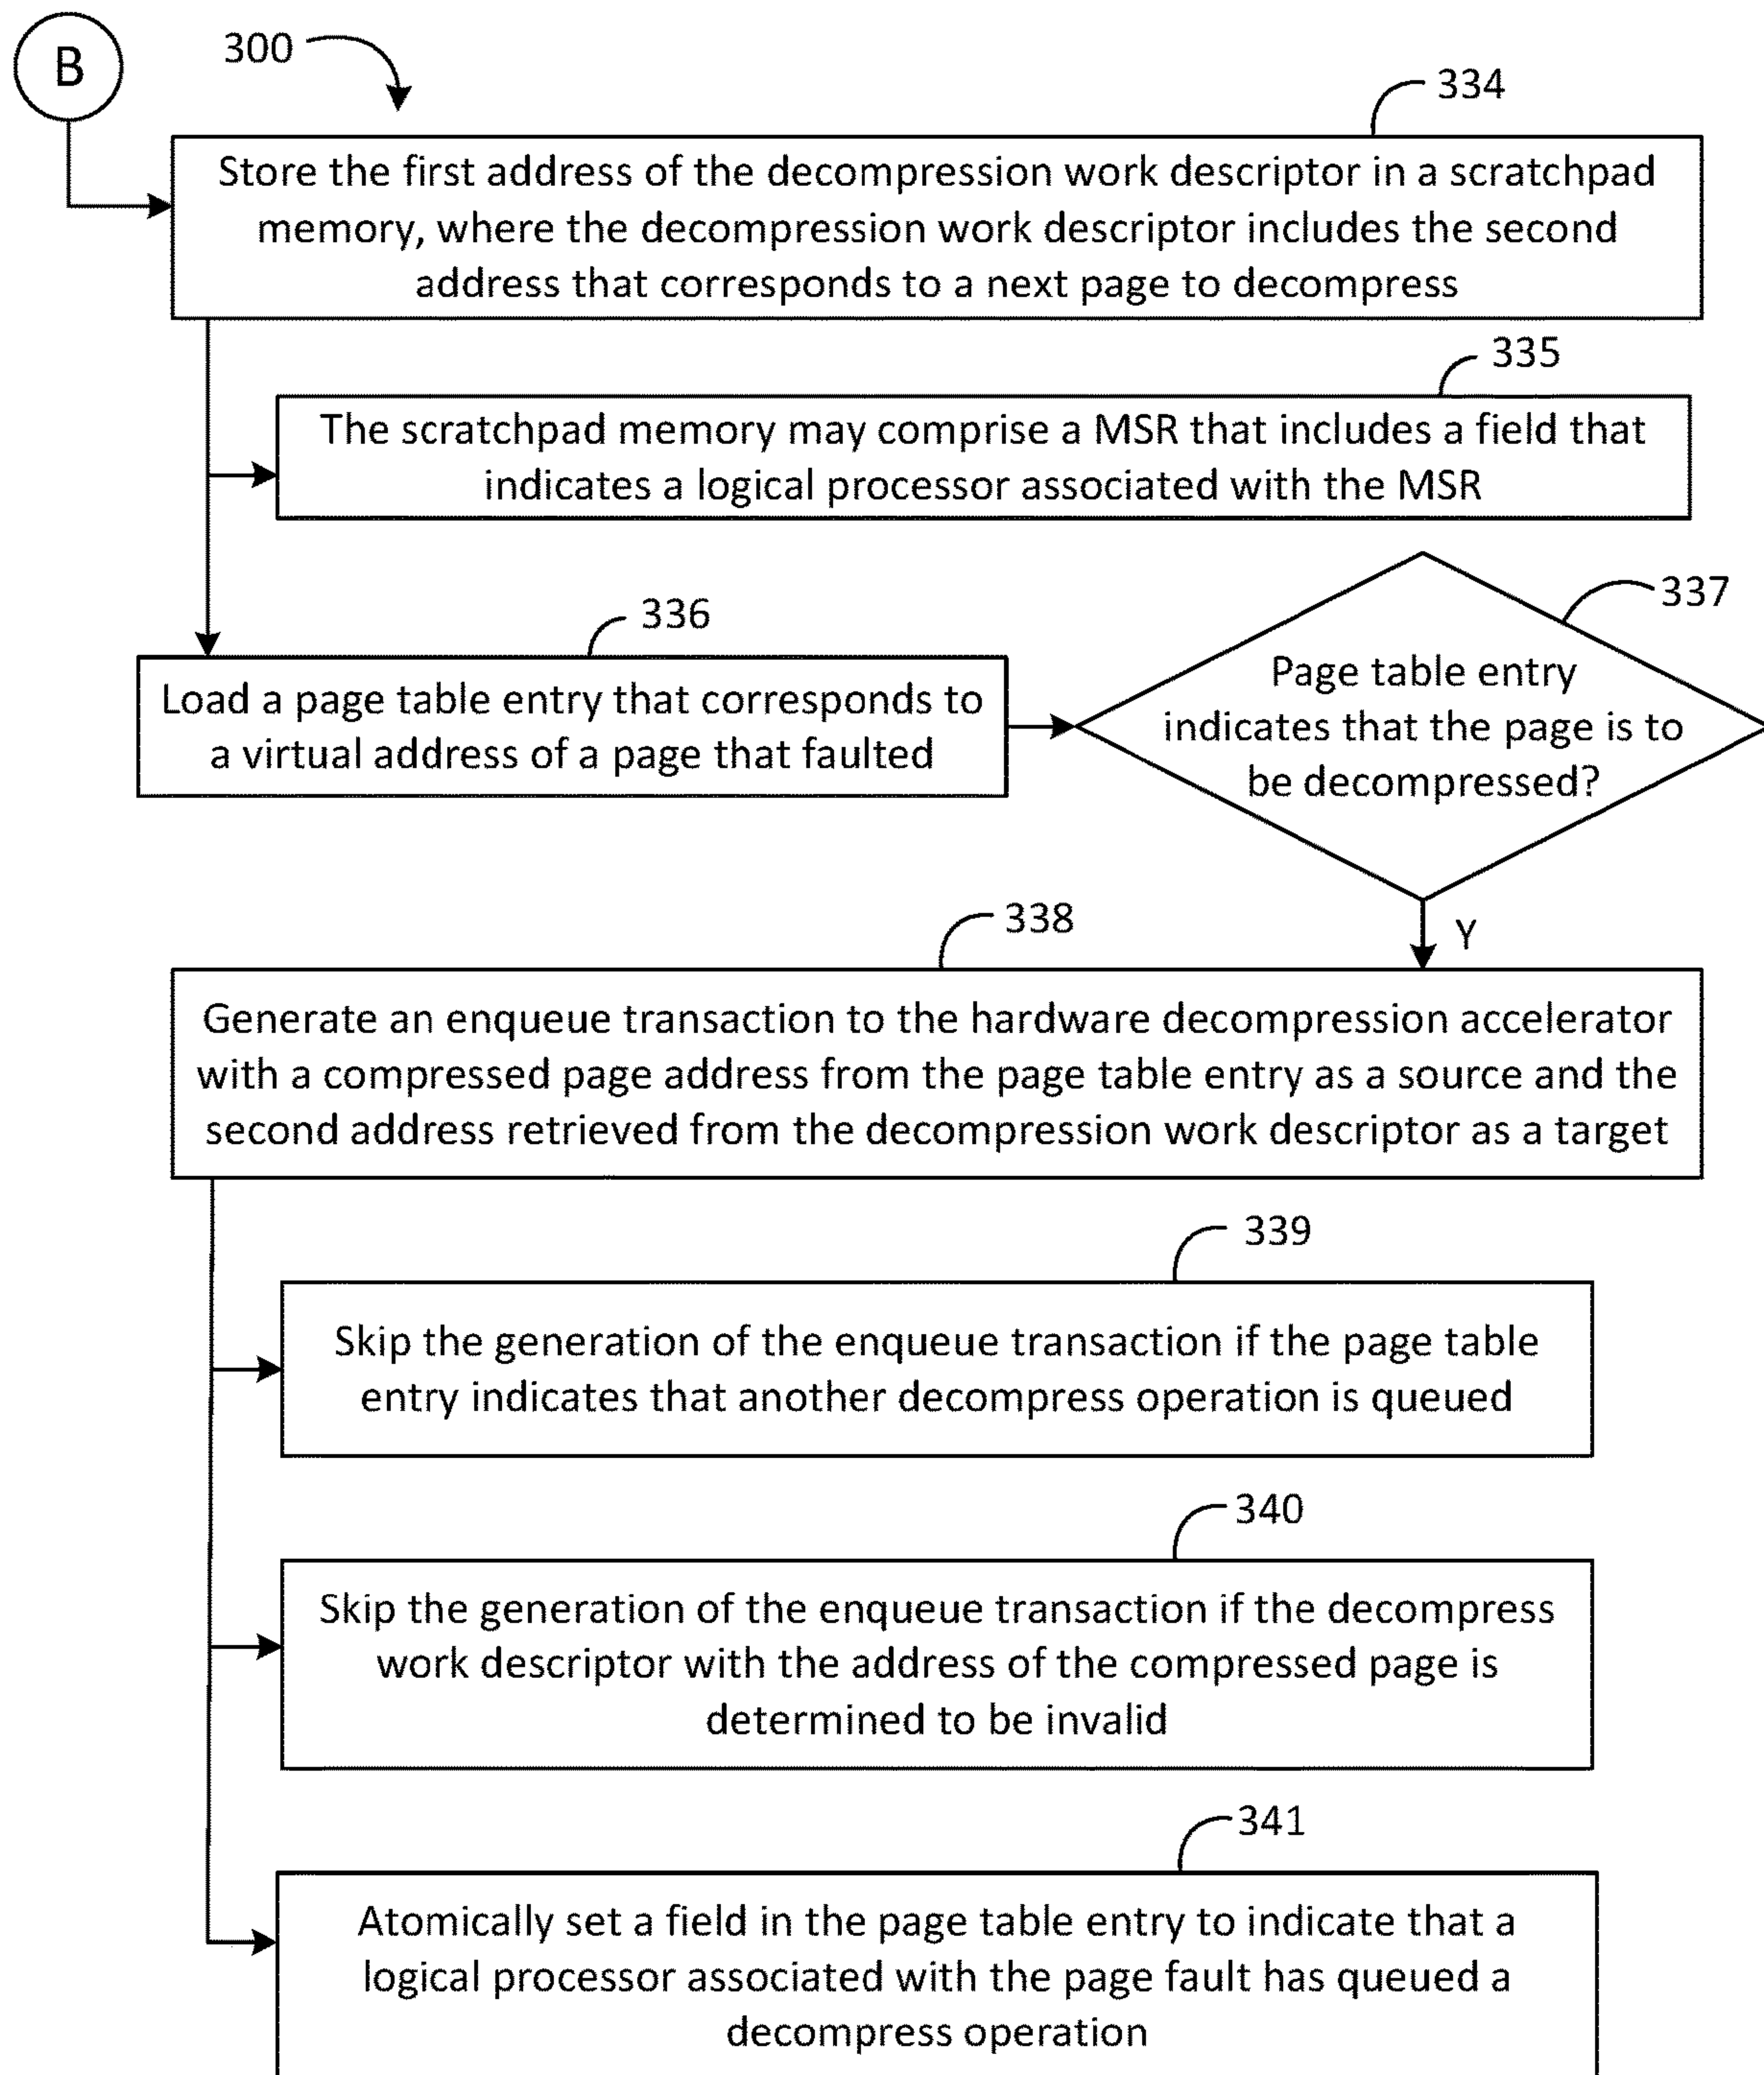 B
300
334
Store the first address of the decompression work descriptor in a scratchpad
memory, where the decompression work descriptor includes the second
address that corresponds to a next page to decompress
335
The scratchpad memory may comprise a MSR that includes a field that
indicates a logical processor associated with the MSR
336
Load a page table entry that corresponds to
a virtual address of a page that faulted
337
Page table entry
indicates that the page is to
be decompressed?
Y
338
Generate an enqueue transaction to the hardware decompression accelerator
with a compressed page address from the page table entry as a source and the
second address retrieved from the decompression work descriptor as a target
339
Skip the generation of the enqueue transaction if the page table
entry indicates that another decompress operation is queued
340
Skip the generation of the enqueue transaction if the decompress
work descriptor with the address of the compressed page is
determined to be invalid
341
Atomically set a field in the page table entry to indicate that a
logical processor associated with the page fault has queued a
decompress operation